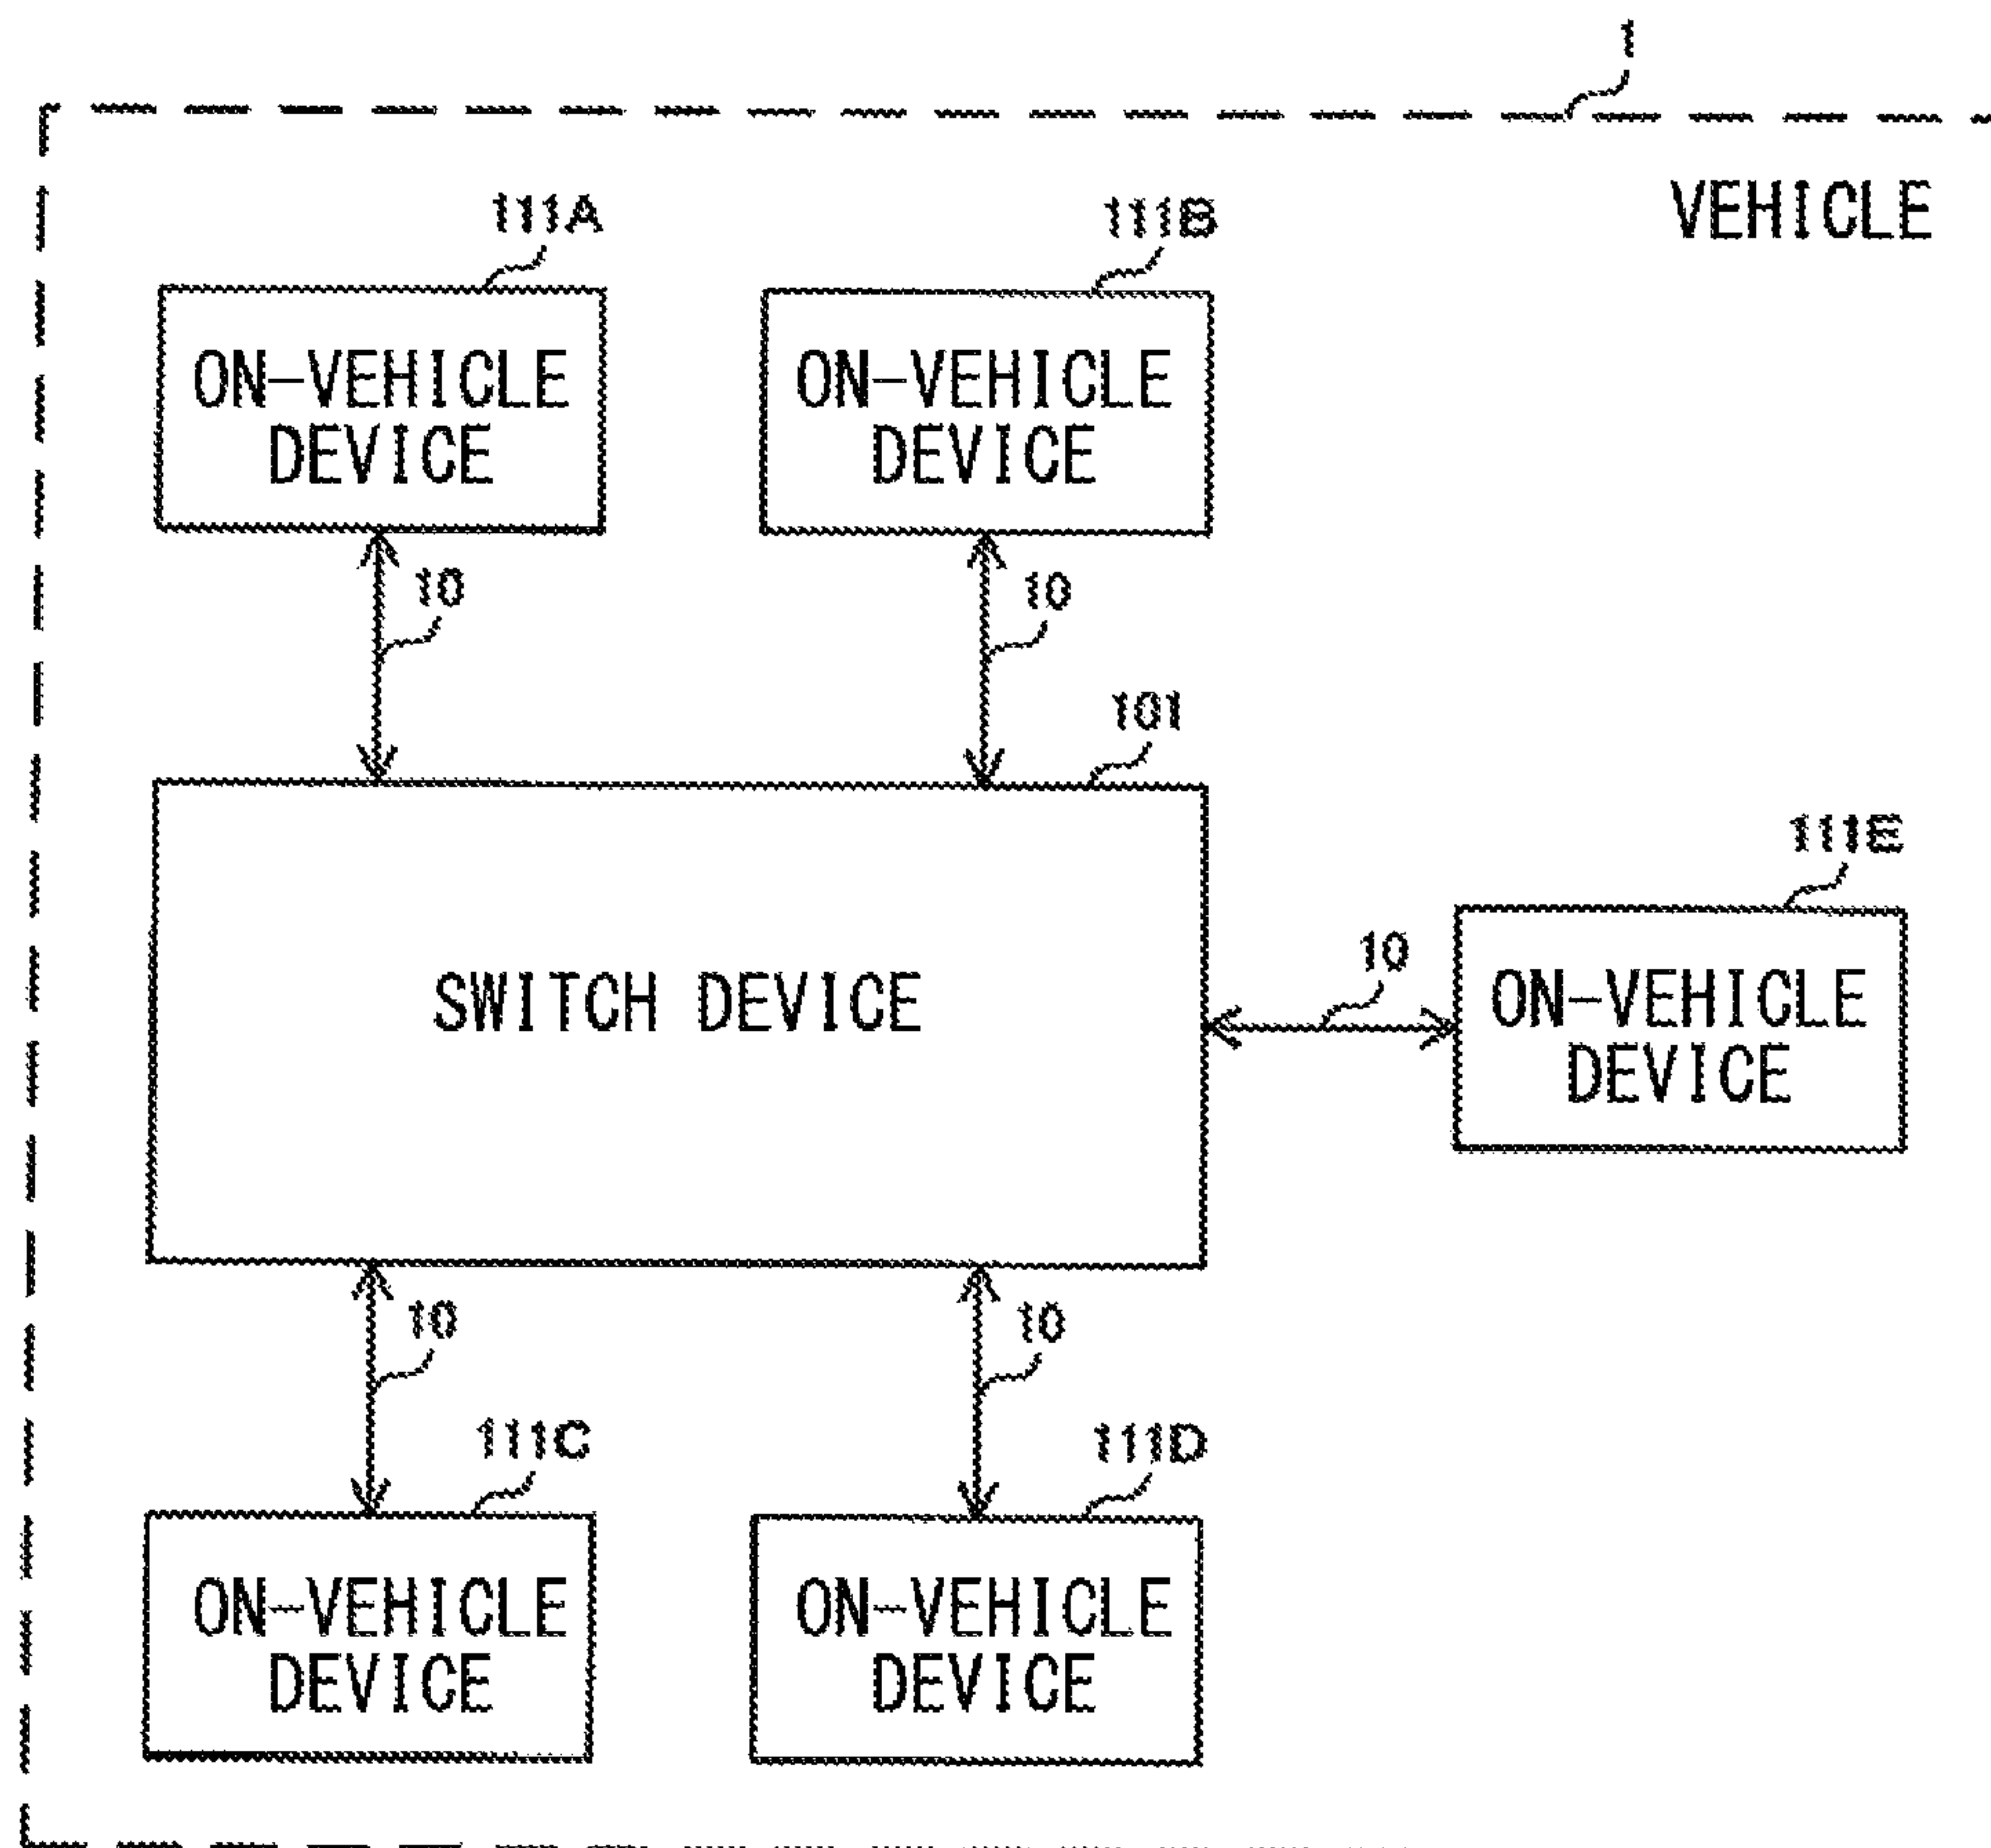 1
VEHICLE
111A
111B
ON-VEHICLE
DEVICE
ON-VEHICLE
DEVICE
10
10
101
SWITCH DEVICE
111E
10
ON-VEHICLE
DEVICE
10
10
111C
111D
ON-VEHICLE
DEVICE
ON-VEHICLE
DEVICE